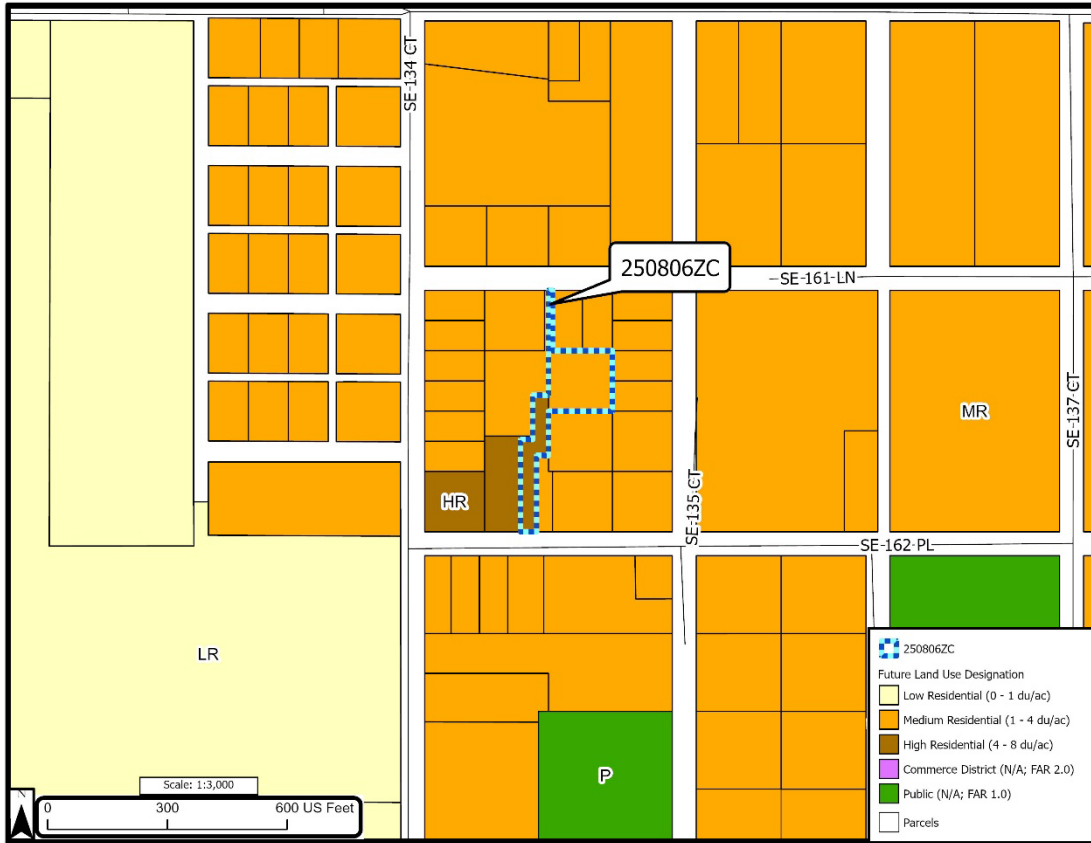 SE-134 CT
250806ZC
SE-161-LN
MR
SE-137-CT
HR
SE-135-CT
SE-162-PL
LR
P
250806ZC
Future Land Use Designation
Low Residential (0 - 1 du/ac)
Medium Residential (1 - 4 du/ac)
High Residential (4 - 8 du/ac)
Commerce District (N/A; FAR 2.0)
Public (N/A; FAR 1.0)
Parcels
Scale: 1:3,000
N
0 300 600 US Feet